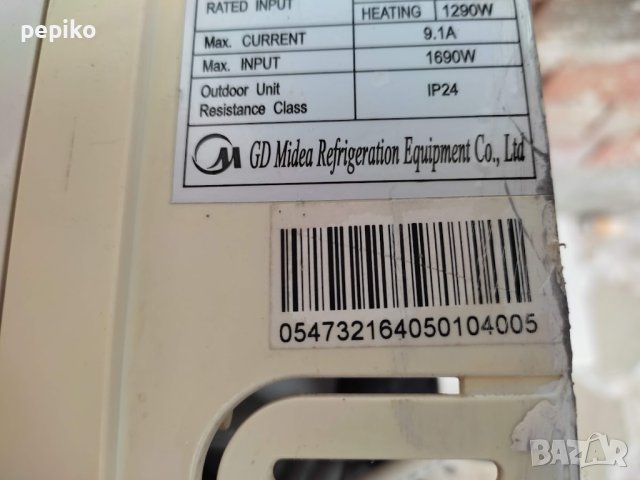 pepiko
RATED INPUT
HEATING 1290W
Max. CURRENT 9.1A
Max. INPUT 1690W
Outdoor Unit
Resistance Class
IP24
GD Midea Refrigeration Equipment Co., Ltd
054732164050104005
BAZAR